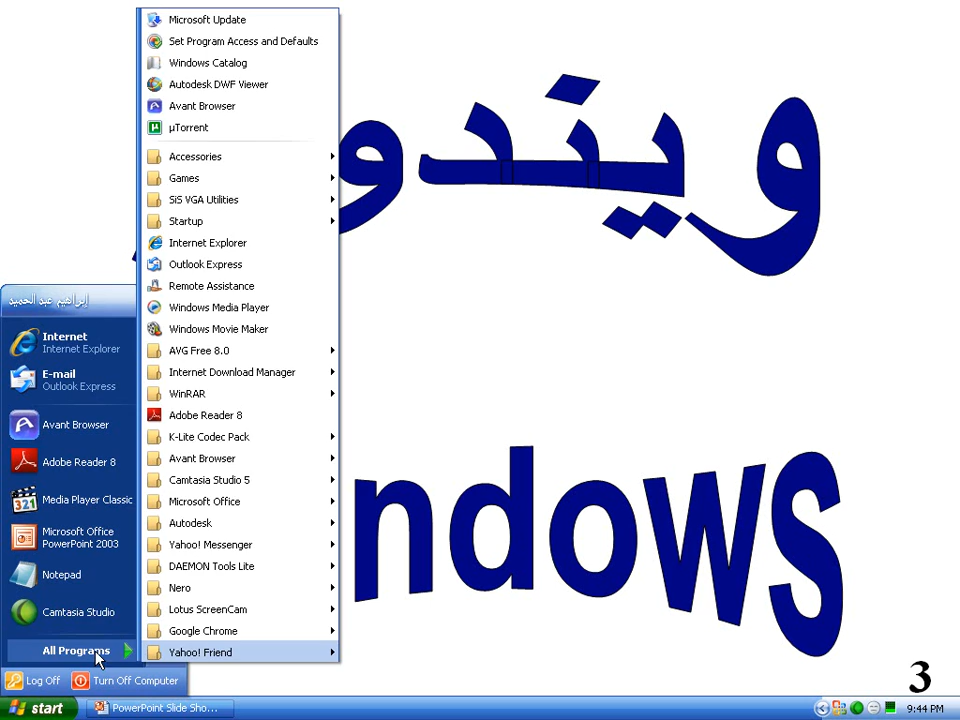 Microsoft Update
Set Program Access and Defaults
Windows Catalog
Autodesk DWF Viewer
Avant Browser
µTorrent
Accessories
Games
SiS VGA Utilities
Startup
Internet Explorer
Outlook Express
Remote Assistance
Windows Media Player
Windows Movie Maker
AVG Free 8.0
Internet Download Manager
WinRAR
Adobe Reader 8
K-Lite Codec Pack
Avant Browser
Camtasia Studio 5
Microsoft Office
Autodesk
Yahoo! Messenger
DAEMON Tools Lite
Nero
Lotus ScreenCam
Google Chrome
Yahoo! Friend
إبراهيم عبد الحميد
Internet
Internet Explorer
E-mail
Outlook Express
Avant Browser
Adobe Reader 8
Media Player Classic
Microsoft Office
PowerPoint 2003
Notepad
Camtasia Studio
All Programs
Log Off
Turn Off Computer
ويندو
ndows
3
start
PowerPoint Slide Sho...
9:44 PM